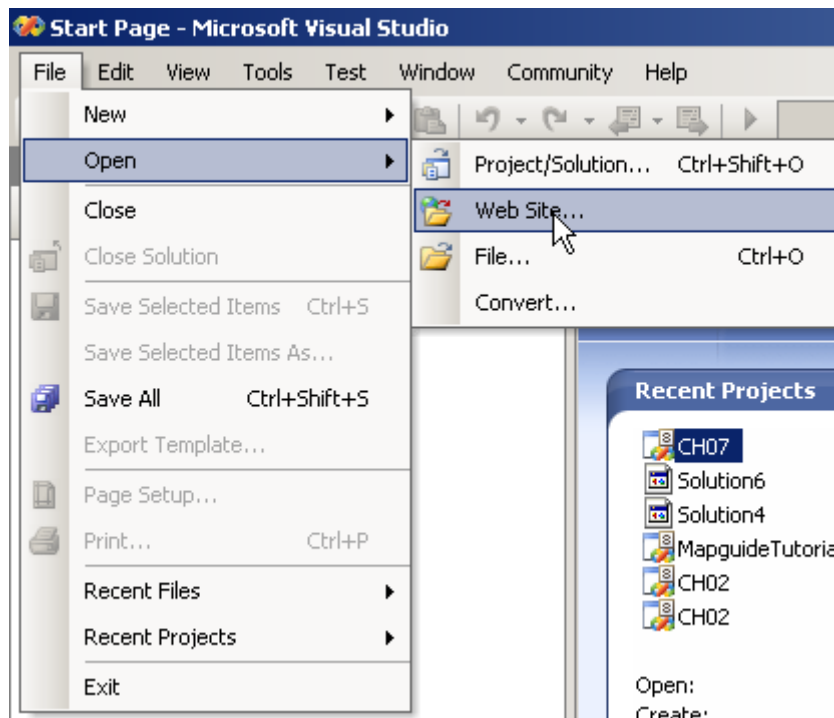 Start Page - Microsoft Visual Studio
File Edit View Tools Test Window Community Help
New
Open
Close
Close Solution
Save Selected Items Ctrl+S
Save Selected Items As...
Save All Ctrl+Shift+S
Export Template...
Page Setup...
Print... Ctrl+P
Recent Files
Recent Projects
Exit
Project/Solution... Ctrl+Shift+O
Web Site...
File... Ctrl+O
Convert...
Recent Projects
CH07
Solution6
Solution4
MapguideTutoria
CH02
CH02
Open:
Create: